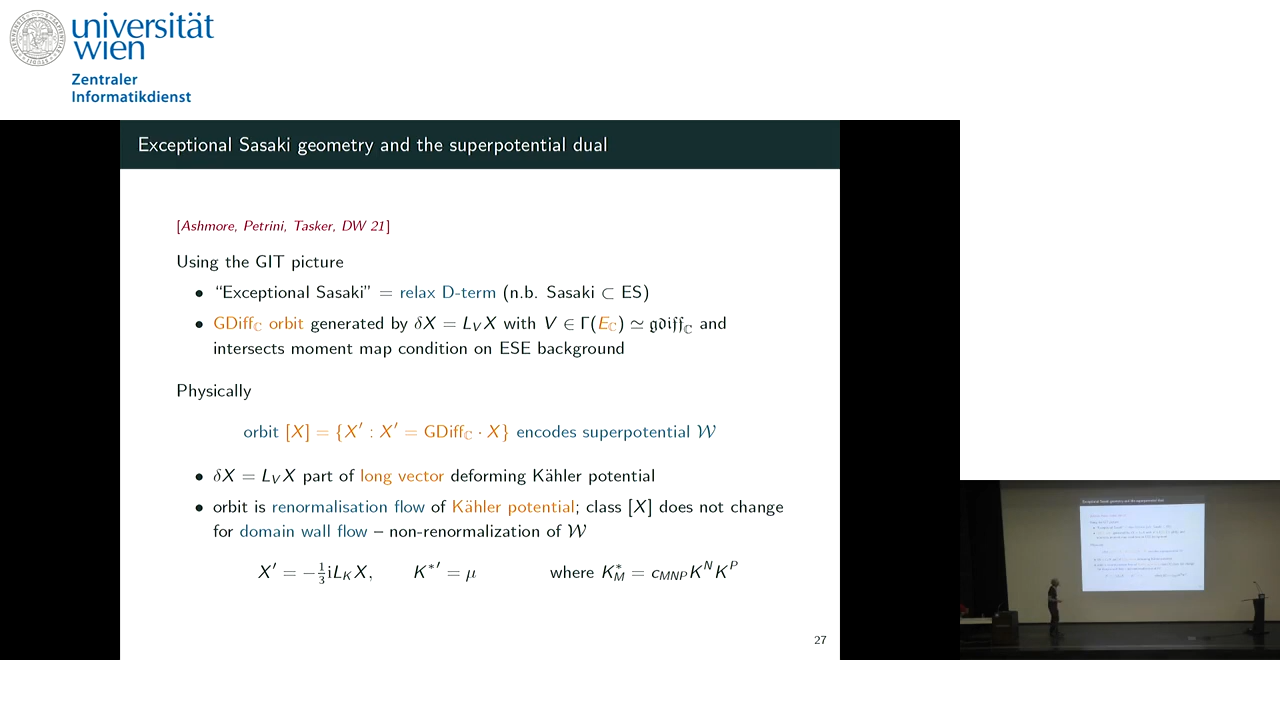 universität
wien
Zentraler
Informatikdienst
Exceptional Sasaki geometry and the superpotential dual
[Ashmore, Petrini, Tasker, DW 21]
Using the GIT picture
• “Exceptional Sasaki” = relax D-term (n.b. Sasaki ⊂ ES)
• GDiff_ℂ orbit generated by δX = L_V X with V ∈ Γ(E_ℂ) ≃ 𝔤𝔡𝔦𝔣𝔣_ℂ and
intersects moment map condition on ESE background
Physically
orbit [X] = {X′ : X′ = GDiff_ℂ · X} encodes superpotential 𝒲
• δX = L_V X part of long vector deforming Kähler potential
• orbit is renormalisation flow of Kähler potential; class [X] does not change
for domain wall flow – non-renormalization of 𝒲
X′ = −⅓iL_K X, K*′ = μ where K*_M = c_MNP K^N K^P
27